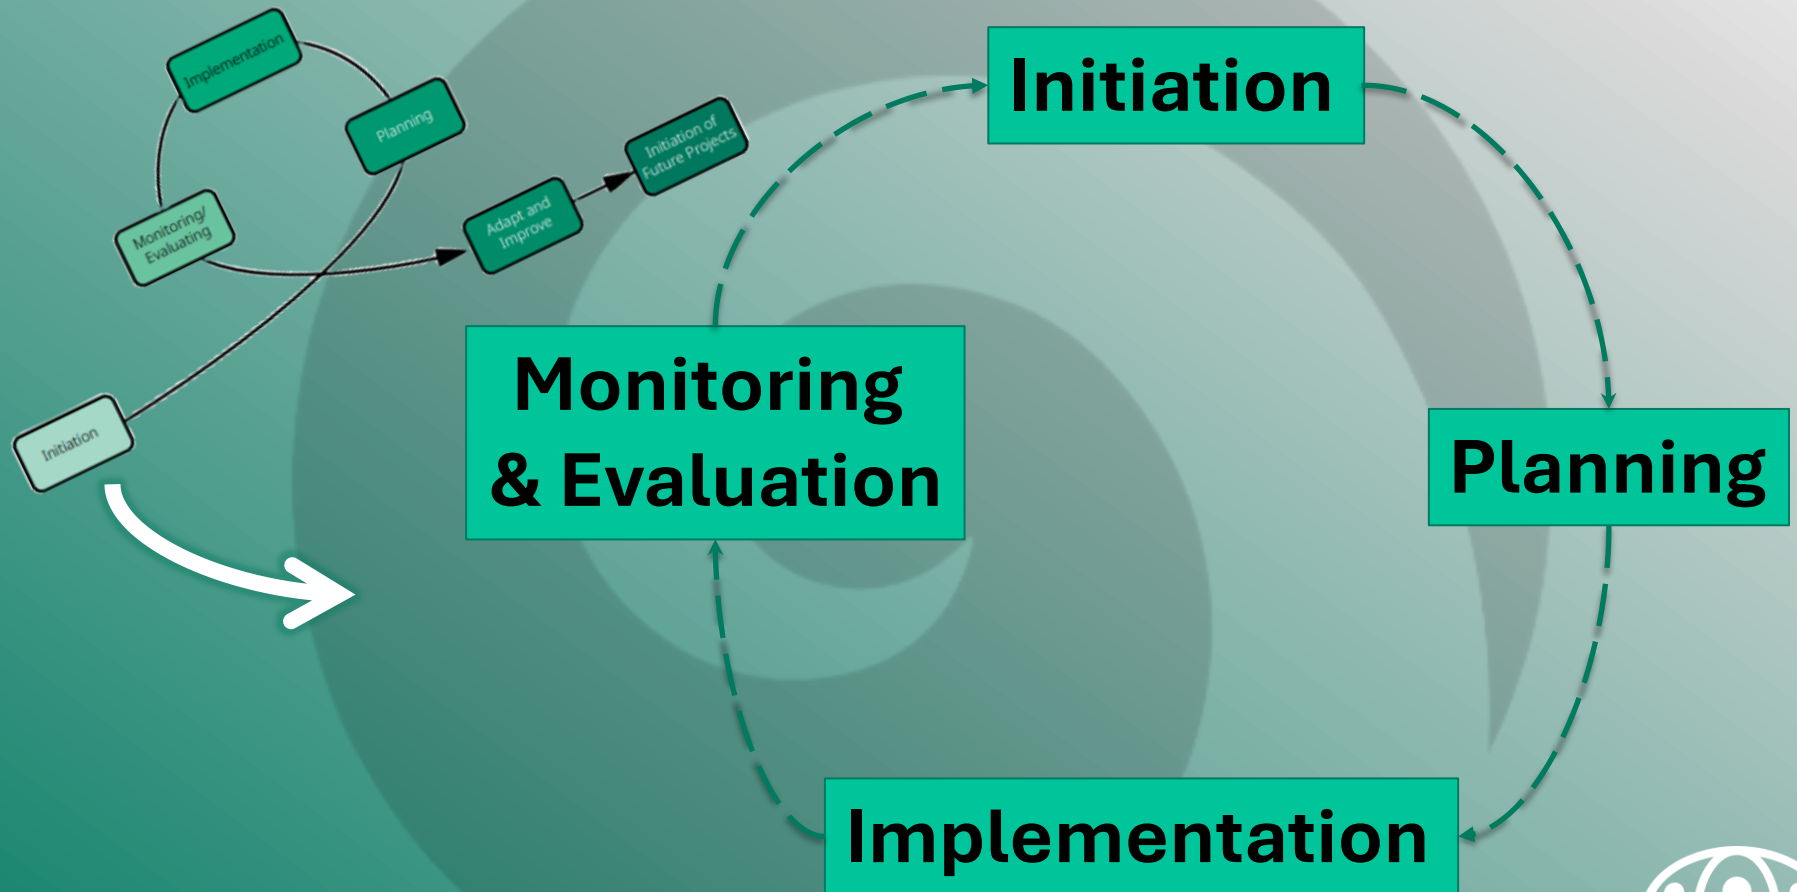 Implementation
Planning
Initiation of
Future Projects
Adapt and
Improve
Monitoring/
Evaluating
Initiation
Initiation
Planning
Implementation
Monitoring
& Evaluation